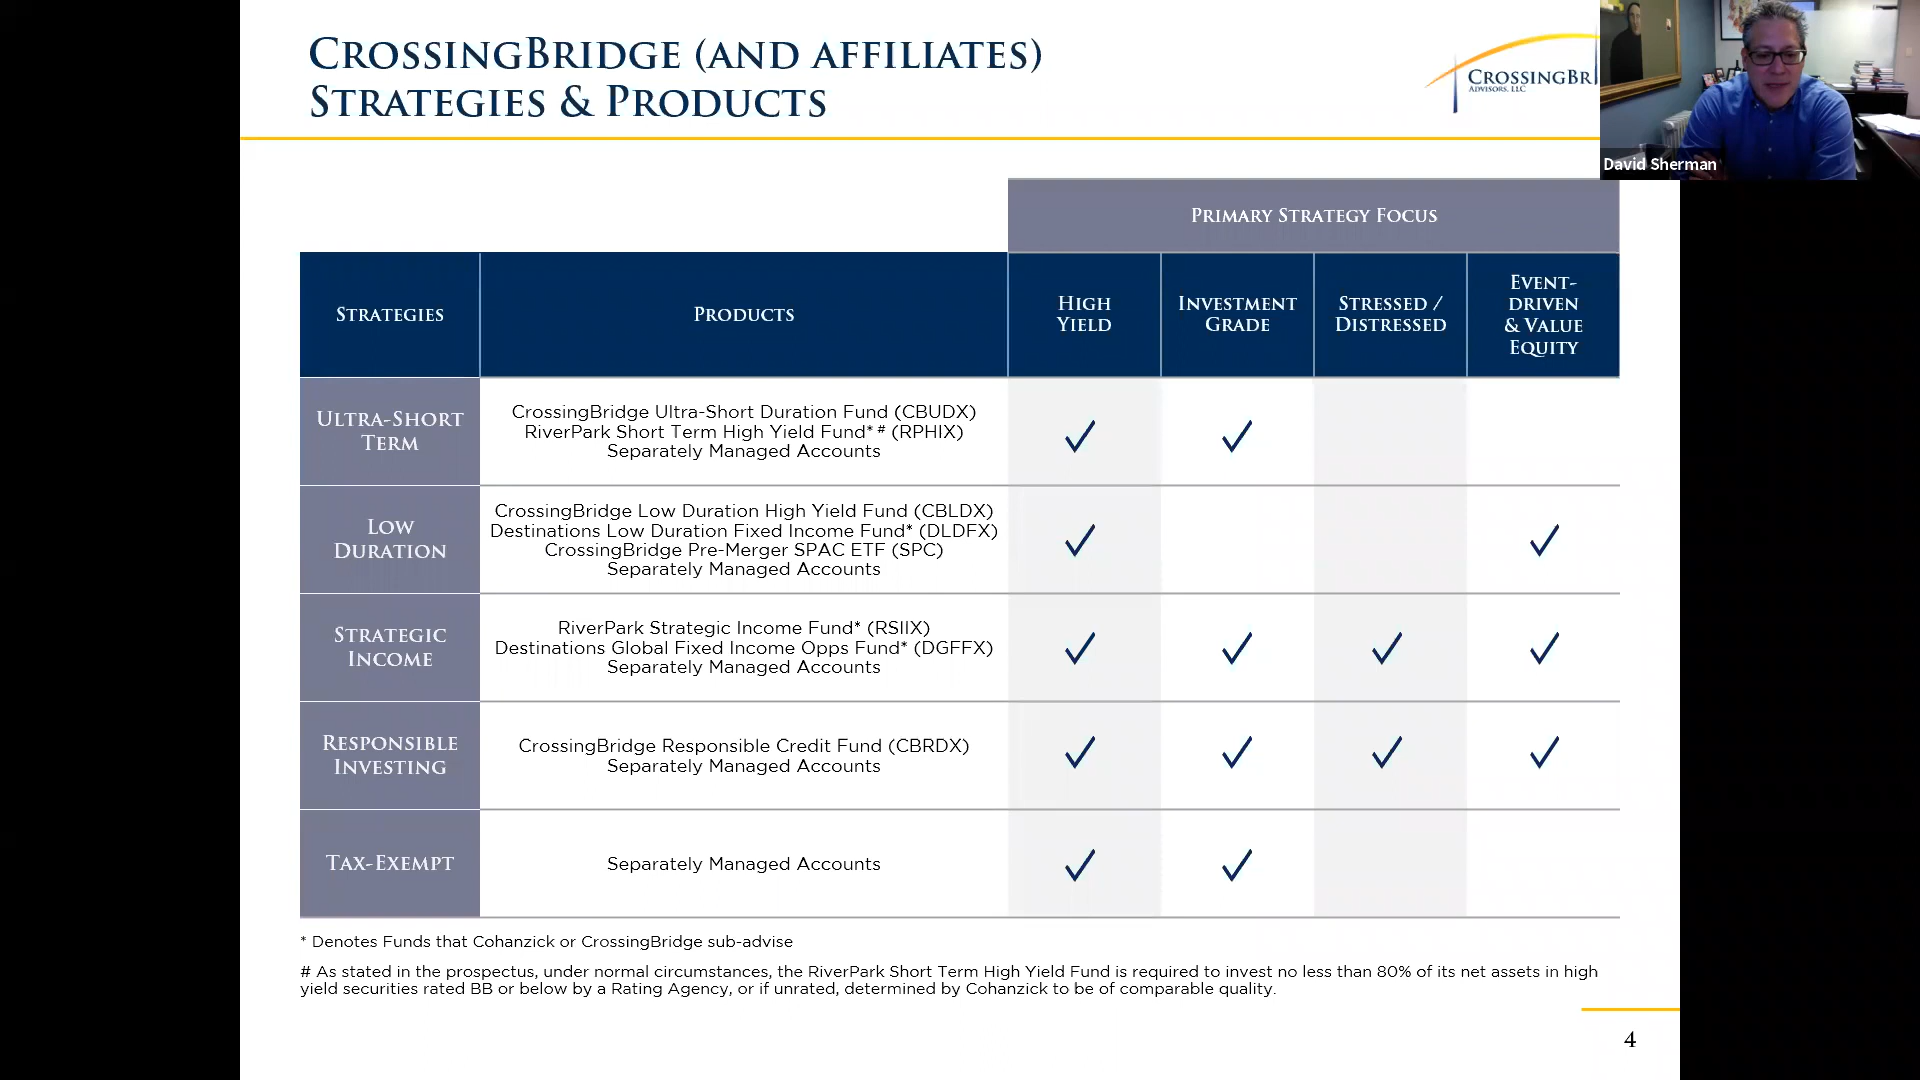 CrossingBridge (and affiliates)
Strategies & Products
CrossingBr
Advisors, LLC
David Sherman
Primary Strategy Focus
Strategies
Products
High
Yield
Investment
Grade
Stressed /
Distressed
Event-
driven
& Value
Equity
Ultra-Short
Term
CrossingBridge Ultra-Short Duration Fund (CBUDX)
RiverPark Short Term High Yield Fund* # (RPHIX)
Separately Managed Accounts
Low
Duration
CrossingBridge Low Duration High Yield Fund (CBLDX)
Destinations Low Duration Fixed Income Fund* (DLDFX)
CrossingBridge Pre-Merger SPAC ETF (SPC)
Separately Managed Accounts
Strategic
Income
RiverPark Strategic Income Fund* (RSIIX)
Destinations Global Fixed Income Opps Fund* (DGFFX)
Separately Managed Accounts
Responsible
Investing
CrossingBridge Responsible Credit Fund (CBRDX)
Separately Managed Accounts
Tax-Exempt
Separately Managed Accounts
* Denotes Funds that Cohanzick or CrossingBridge sub-advise
# As stated in the prospectus, under normal circumstances, the RiverPark Short Term High Yield Fund is required to invest no less than 80% of its net assets in high
yield securities rated BB or below by a Rating Agency, or if unrated, determined by Cohanzick to be of comparable quality.
4